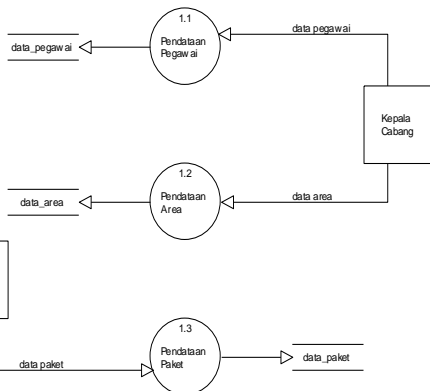 1.1
Pendataan
Pegawai
data pegawai
data_pegawai
Kepala
Cabang
1.2
Pendataan
Area
data area
data_area
1.3
Pendataan
Paket
data paket
data_paket